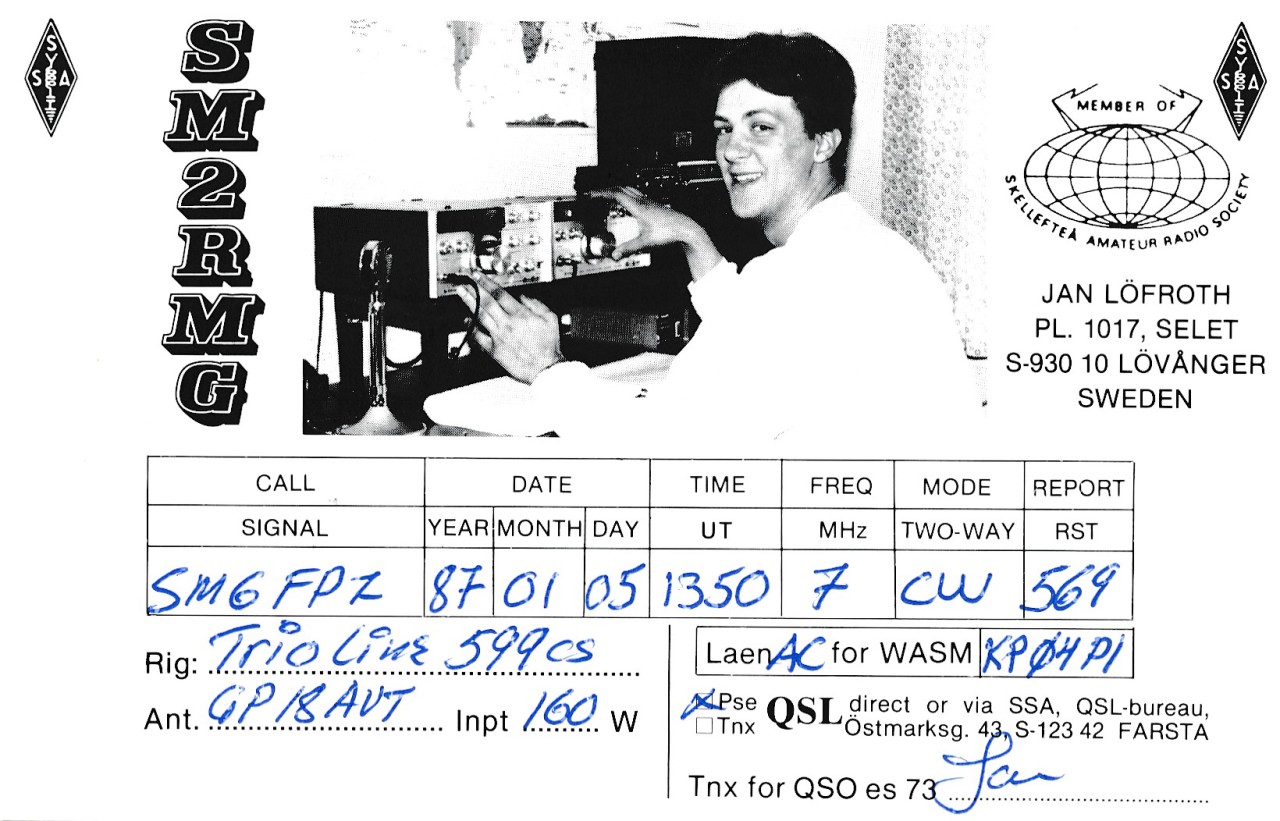 SM2RMG
SSA
SSA
MEMBER OF
SKELLEFTEÅ AMATEUR RADIO SOCIETY
JAN LÖFROTH
PL. 1017, SELET
S-930 10 LÖVÅNGER
SWEDEN
CALL DATE TIME FREQ MODE REPORT
SIGNAL YEAR MONTH DAY UT MHz TWO-WAY RST
SM6FPZ 87 01 05 1350 7 CW 569
Rig: Trio Line 599cs
Ant. GP 18AVT Inpt 160 W
Laen AC for WASM KPØ4PI
Pse QSL direct or via SSA, QSL-bureau,
Tnx Östmarksg. 43, S-123 42 FARSTA
Tnx for QSO es 73 Jan